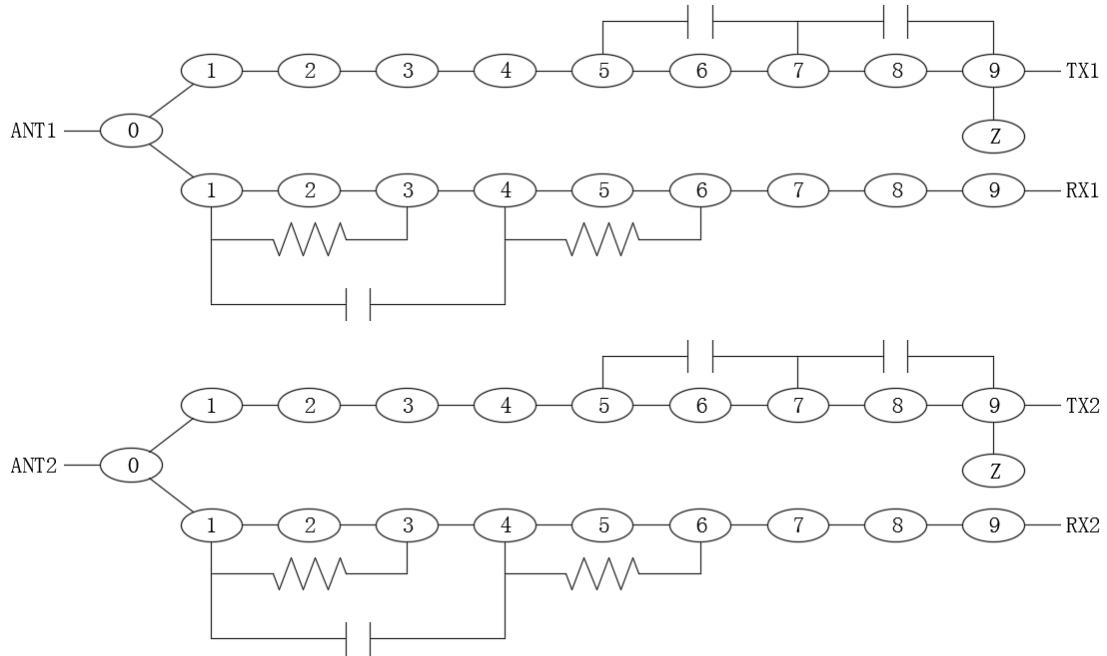 1 2 3 4 5 6 7 8 9 TX1
ANT1 0
Z
1 2 3 4 5 6 7 8 9 RX1
1 2 3 4 5 6 7 8 9 TX2
ANT2 0
Z
1 2 3 4 5 6 7 8 9 RX2